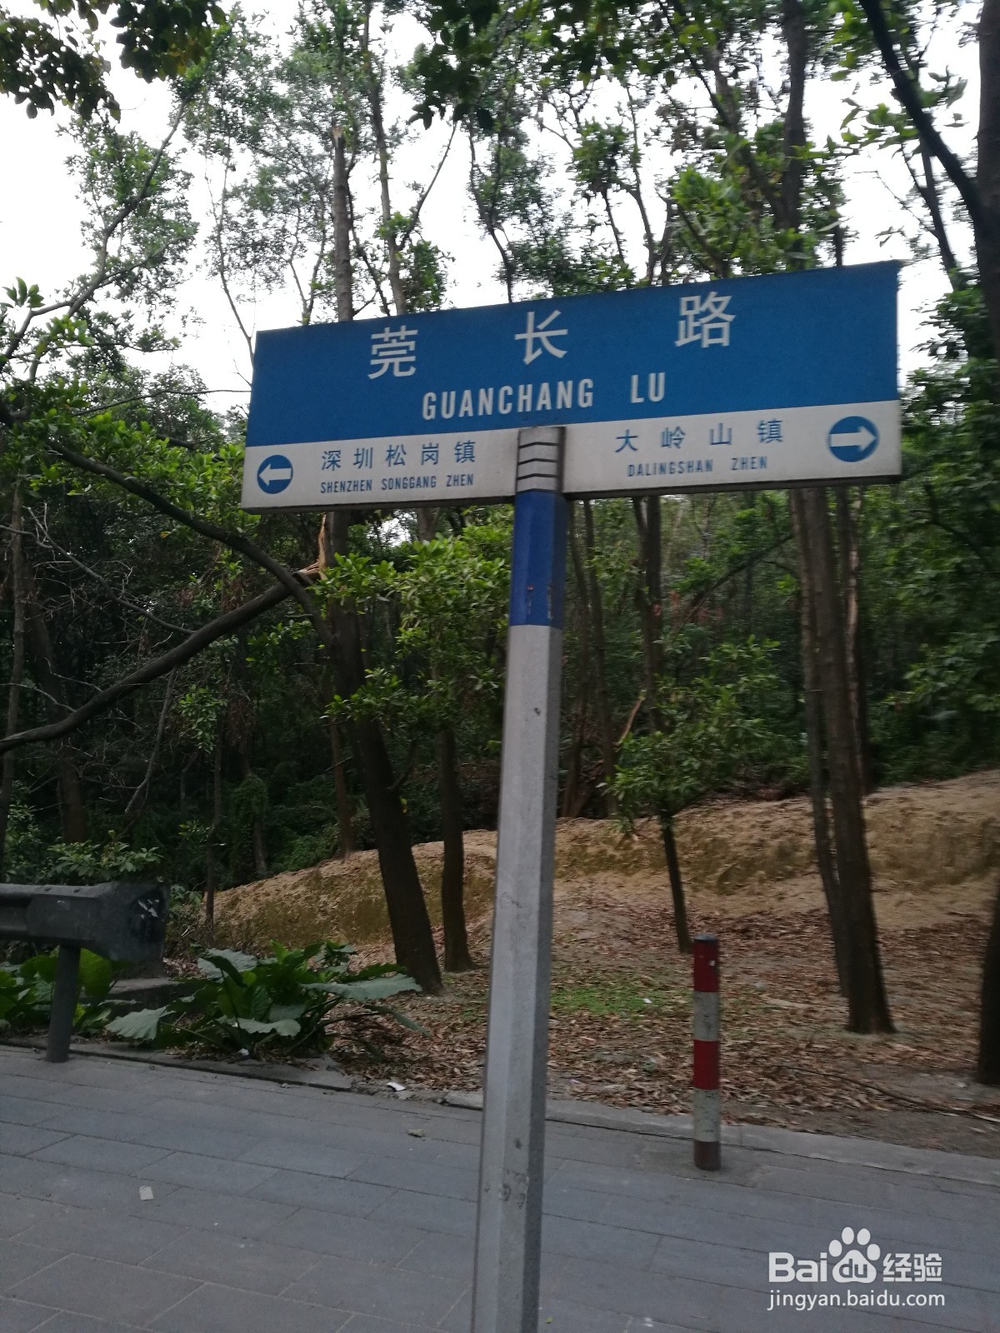 莞长路
GUANCHANG LU
深圳松岗镇
SHENZHEN SONGGANG ZHEN
大岭山镇
DALINGSHAN ZHEN
Bai du 经验
jingyan.baidu.com